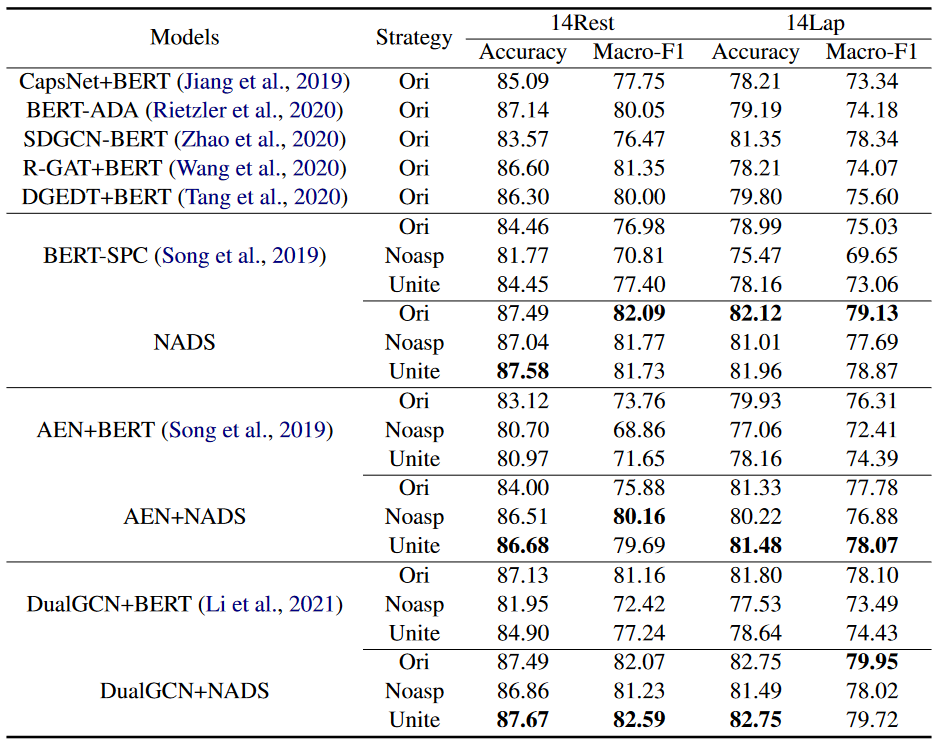 Models Strategy 14Rest 14Lap
Accuracy Macro-F1 Accuracy Macro-F1
CapsNet+BERT (Jiang et al., 2019) Ori 85.09 77.75 78.21 73.34
BERT-ADA (Rietzler et al., 2020) Ori 87.14 80.05 79.19 74.18
SDGCN-BERT (Zhao et al., 2020) Ori 83.57 76.47 81.35 78.34
R-GAT+BERT (Wang et al., 2020) Ori 86.60 81.35 78.21 74.07
DGEDT+BERT (Tang et al., 2020) Ori 86.30 80.00 79.80 75.60
Ori 84.46 76.98 78.99 75.03
BERT-SPC (Song et al., 2019) Noasp 81.77 70.81 75.47 69.65
Unite 84.45 77.40 78.16 73.06
Ori 87.49 82.09 82.12 79.13
NADS Noasp 87.04 81.77 81.01 77.69
Unite 87.58 81.73 81.96 78.87
Ori 83.12 73.76 79.93 76.31
AEN+BERT (Song et al., 2019) Noasp 80.70 68.86 77.06 72.41
Unite 80.97 71.65 78.16 74.39
Ori 84.00 75.88 81.33 77.78
AEN+NADS Noasp 86.51 80.16 80.22 76.88
Unite 86.68 79.69 81.48 78.07
Ori 87.13 81.16 81.80 78.10
DualGCN+BERT (Li et al., 2021) Noasp 81.95 72.42 77.53 73.49
Unite 84.90 77.24 78.64 74.43
Ori 87.49 82.07 82.75 79.95
DualGCN+NADS Noasp 86.86 81.23 81.49 78.02
Unite 87.67 82.59 82.75 79.72